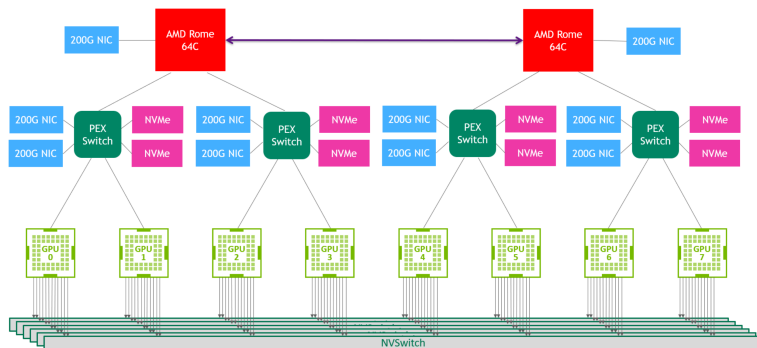 200G NIC
AMD Rome
64C
AMD Rome
64C
200G NIC
200G NIC
200G NIC
PEX
Switch
NVMe
NVMe
200G NIC
200G NIC
PEX
Switch
NVMe
NVMe
200G NIC
200G NIC
PEX
Switch
NVMe
NVMe
200G NIC
200G NIC
PEX
Switch
NVMe
NVMe
GPU
0
GPU
1
GPU
2
GPU
3
GPU
4
GPU
5
GPU
6
GPU
7
NVSwitch